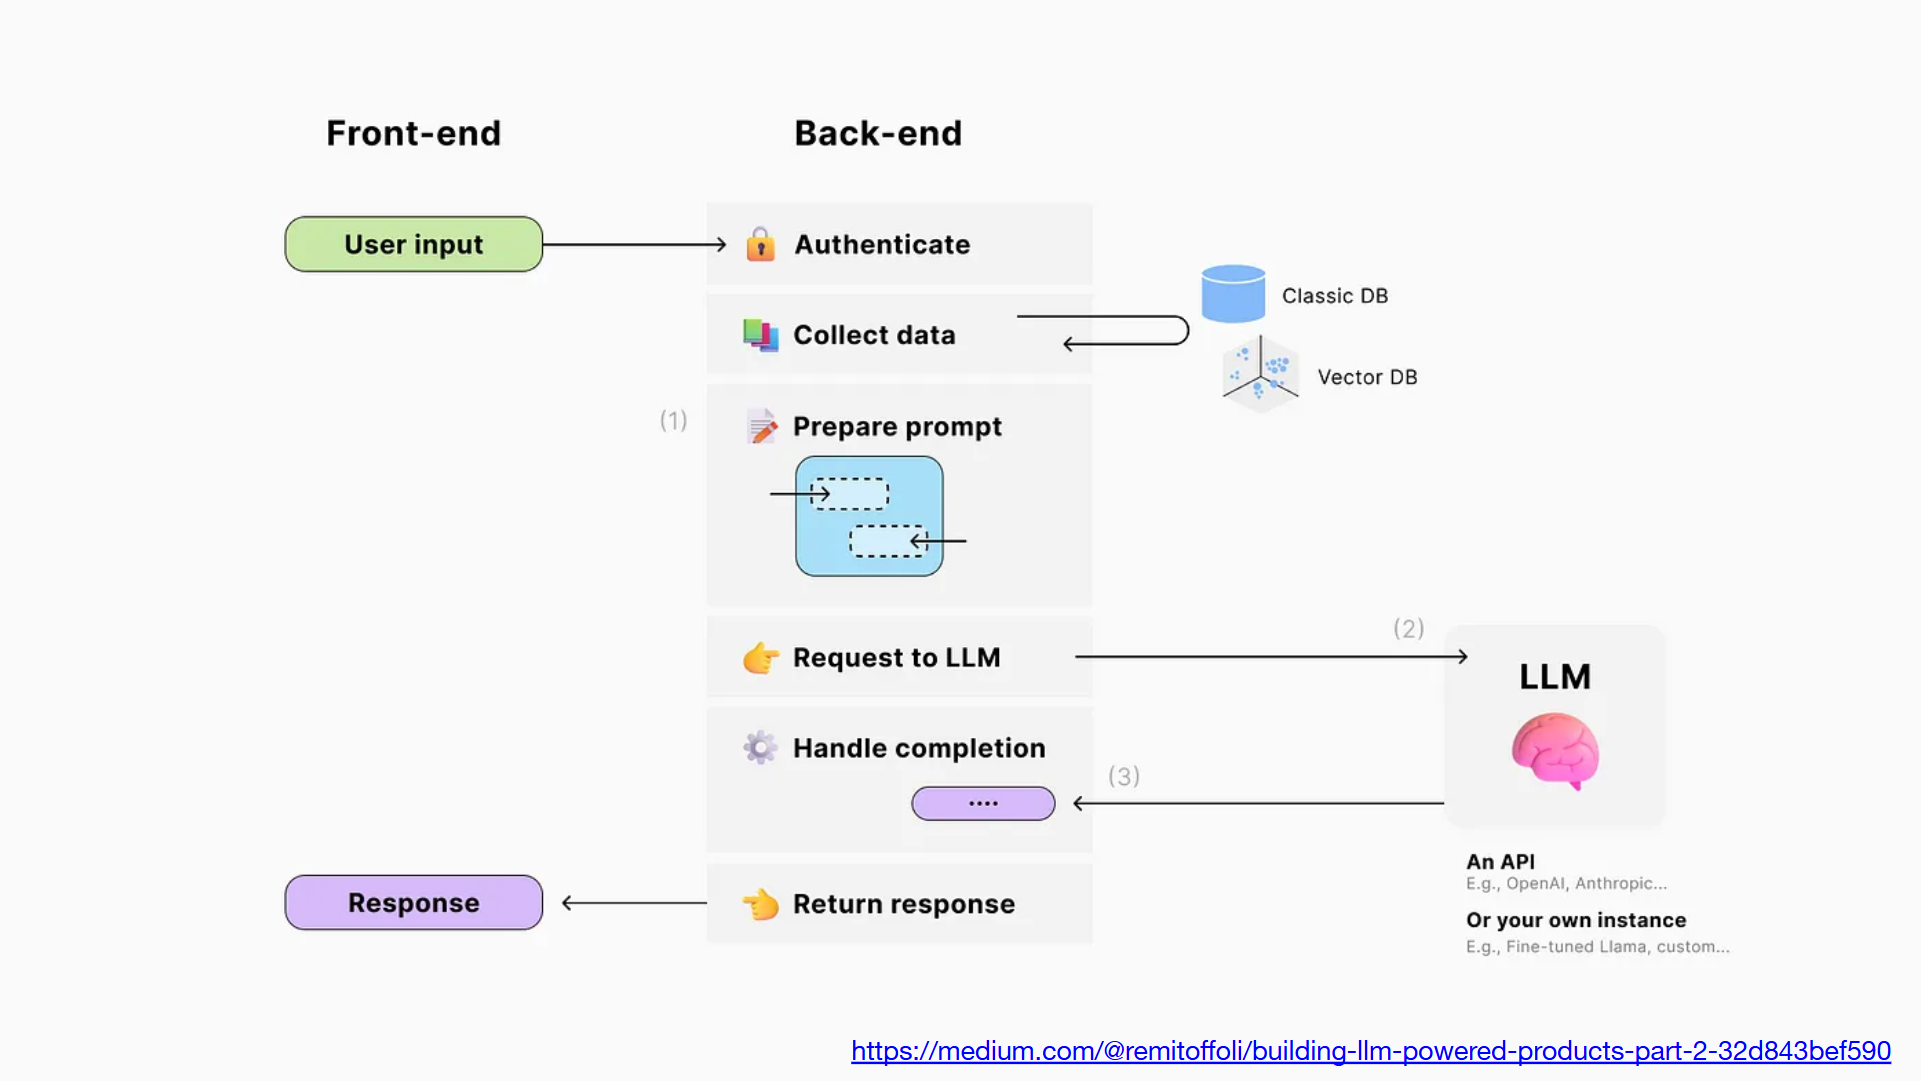 Front-end
Back-end
User input
Authenticate
Classic DB
Collect data
Vector DB
(1)
Prepare prompt
(2)
Request to LLM
LLM
Handle completion
(3)
....
An API
E.g., OpenAI, Anthropic...
Response
Return response
Or your own instance
E.g., Fine-tuned Llama, custom...
https://medium.com/@remitoffoli/building-llm-powered-products-part-2-32d843bef590